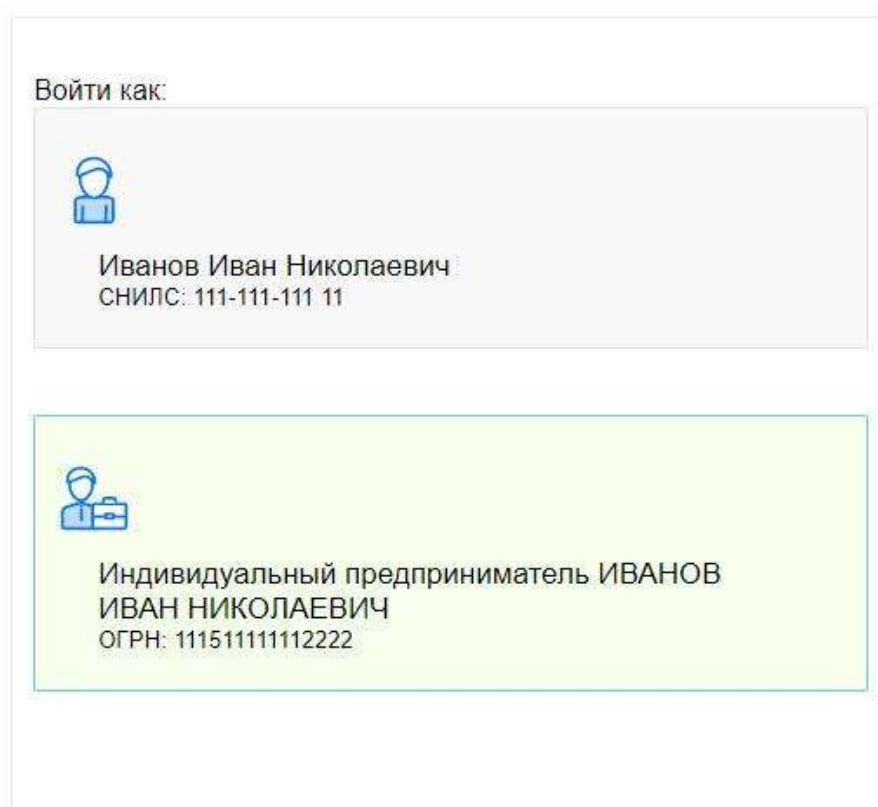 Войти как:
Иванов Иван Николаевич
СНИЛС: 111-111-111 11
Индивидуальный предприниматель ИВАНОВ
ИВАН НИКОЛАЕВИЧ
ОГРН: 111511111112222